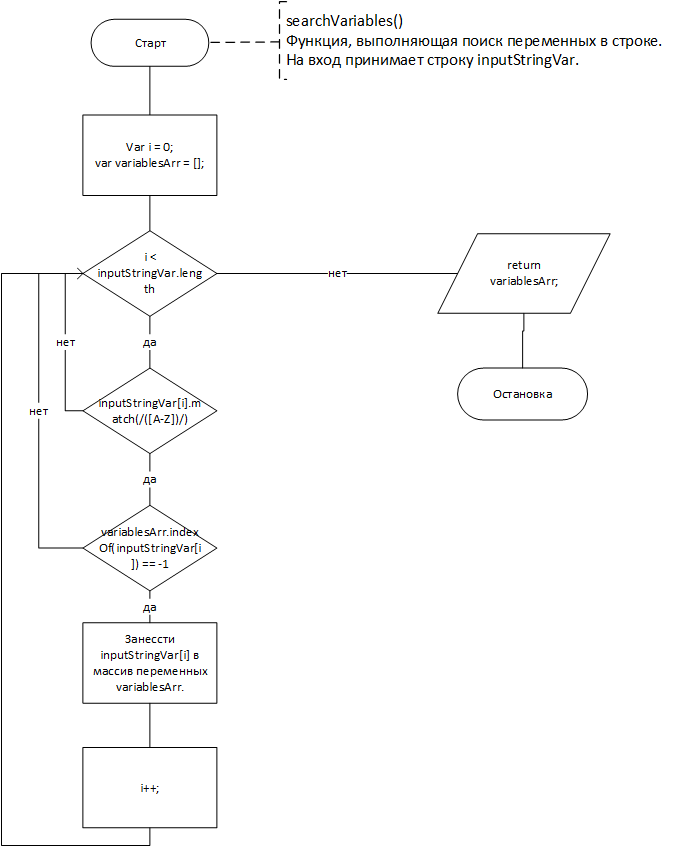 Старт
searchVariables()
Функция, выполняющая поиск переменных в строке.
На вход принимает строку inputStringVar.
Var i = 0;
var variablesArr = [];
i <
inputStringVar.leng
th
нет
return
variablesArr;
да
нет
inputStringVar[i].m
atch(/([A-Z])/)
Остановка
нет
да
variablesArr.index
Of(inputStringVar[i
]) == -1
да
Занессти
inputStringVar[i] в
массив переменных
variablesArr.
i++;